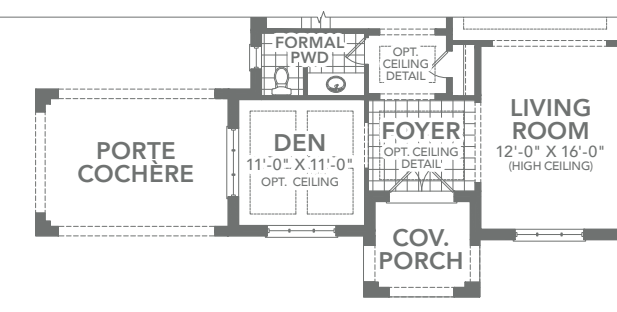 FORMAL
PWD
OPT.
CEILING
DETAIL
PORTE
COCHÈRE
DEN
11'-0" X 11'-0"
OPT. CEILING
FOYER
OPT. CEILING
DETAIL
LIVING
ROOM
12'-0" X 16'-0"
(HIGH CEILING)
COV.
PORCH